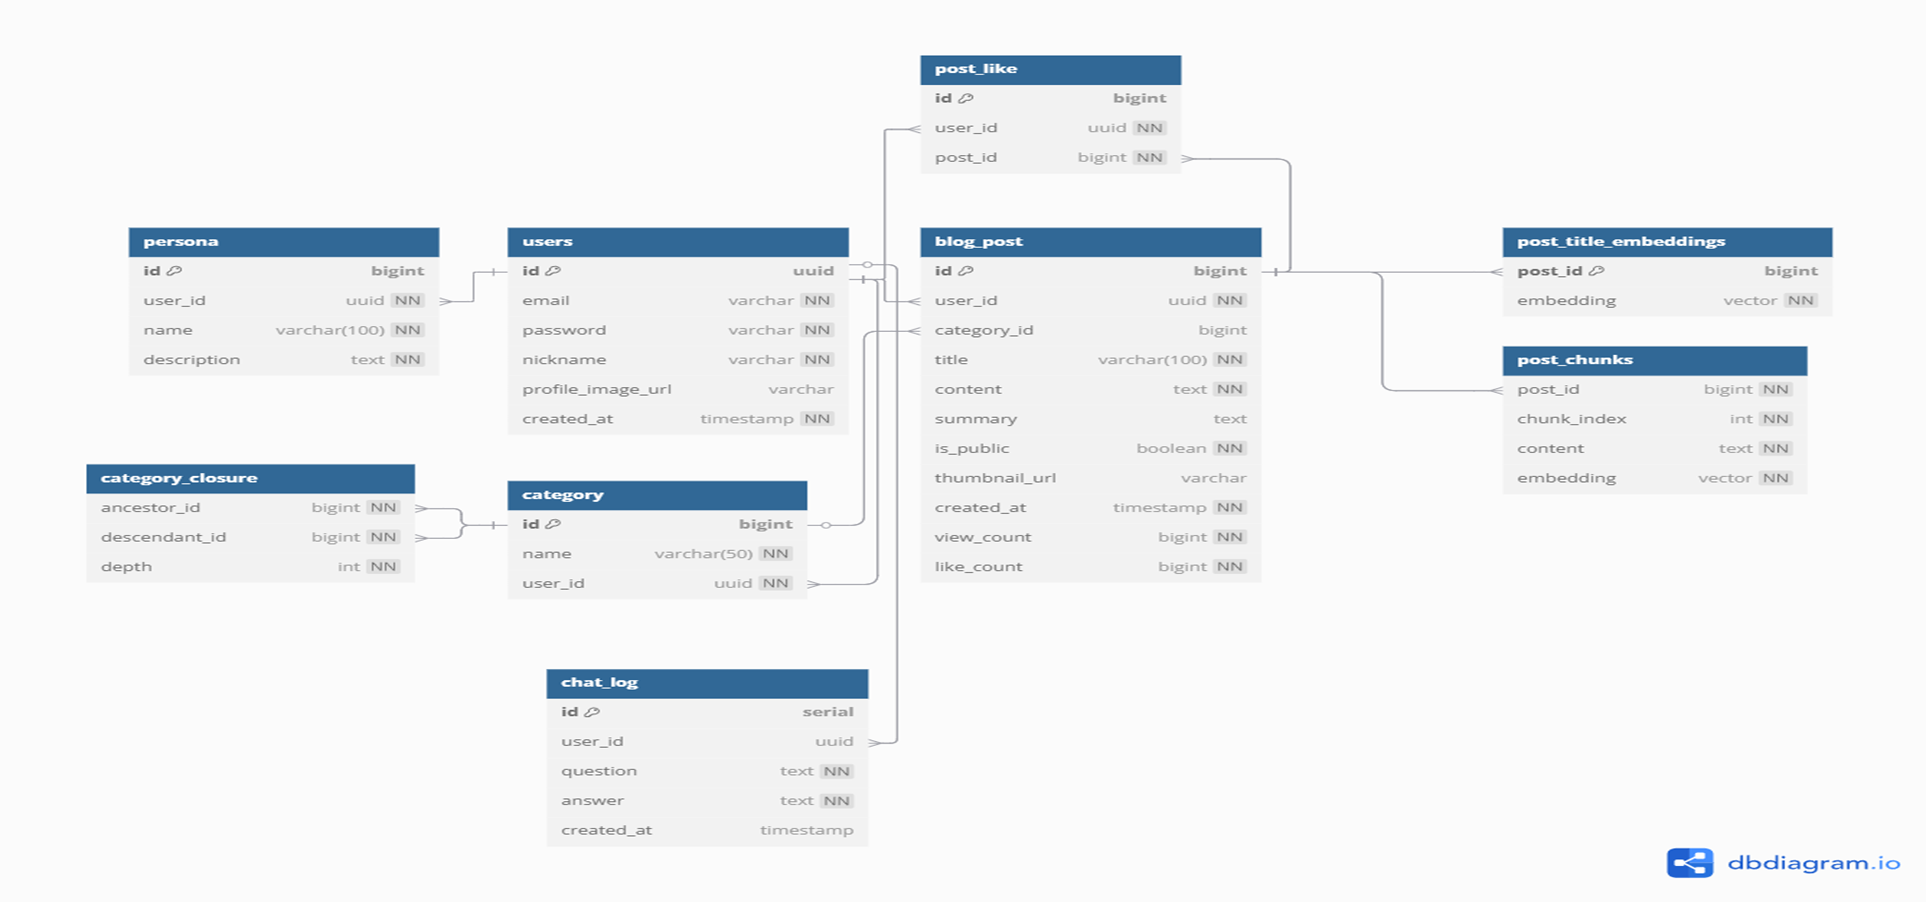 post_like
id bigint
user_id uuid NN
post_id bigint NN
persona
id bigint
user_id uuid NN
name varchar(100) NN
description text NN
users
id uuid
email varchar NN
password varchar NN
nickname varchar NN
profile_image_url varchar
created_at timestamp NN
blog_post
id bigint
user_id uuid NN
category_id bigint
title varchar(100) NN
content text NN
summary text
is_public boolean NN
thumbnail_url varchar
created_at timestamp NN
view_count bigint NN
like_count bigint NN
post_title_embeddings
post_id bigint
embedding vector NN
post_chunks
post_id bigint NN
chunk_index int NN
content text NN
embedding vector NN
category_closure
ancestor_id bigint NN
descendant_id bigint NN
depth int NN
category
id bigint
name varchar(50) NN
user_id uuid NN
chat_log
id serial
user_id uuid
question text NN
answer text NN
created_at timestamp
dbdiagram.io